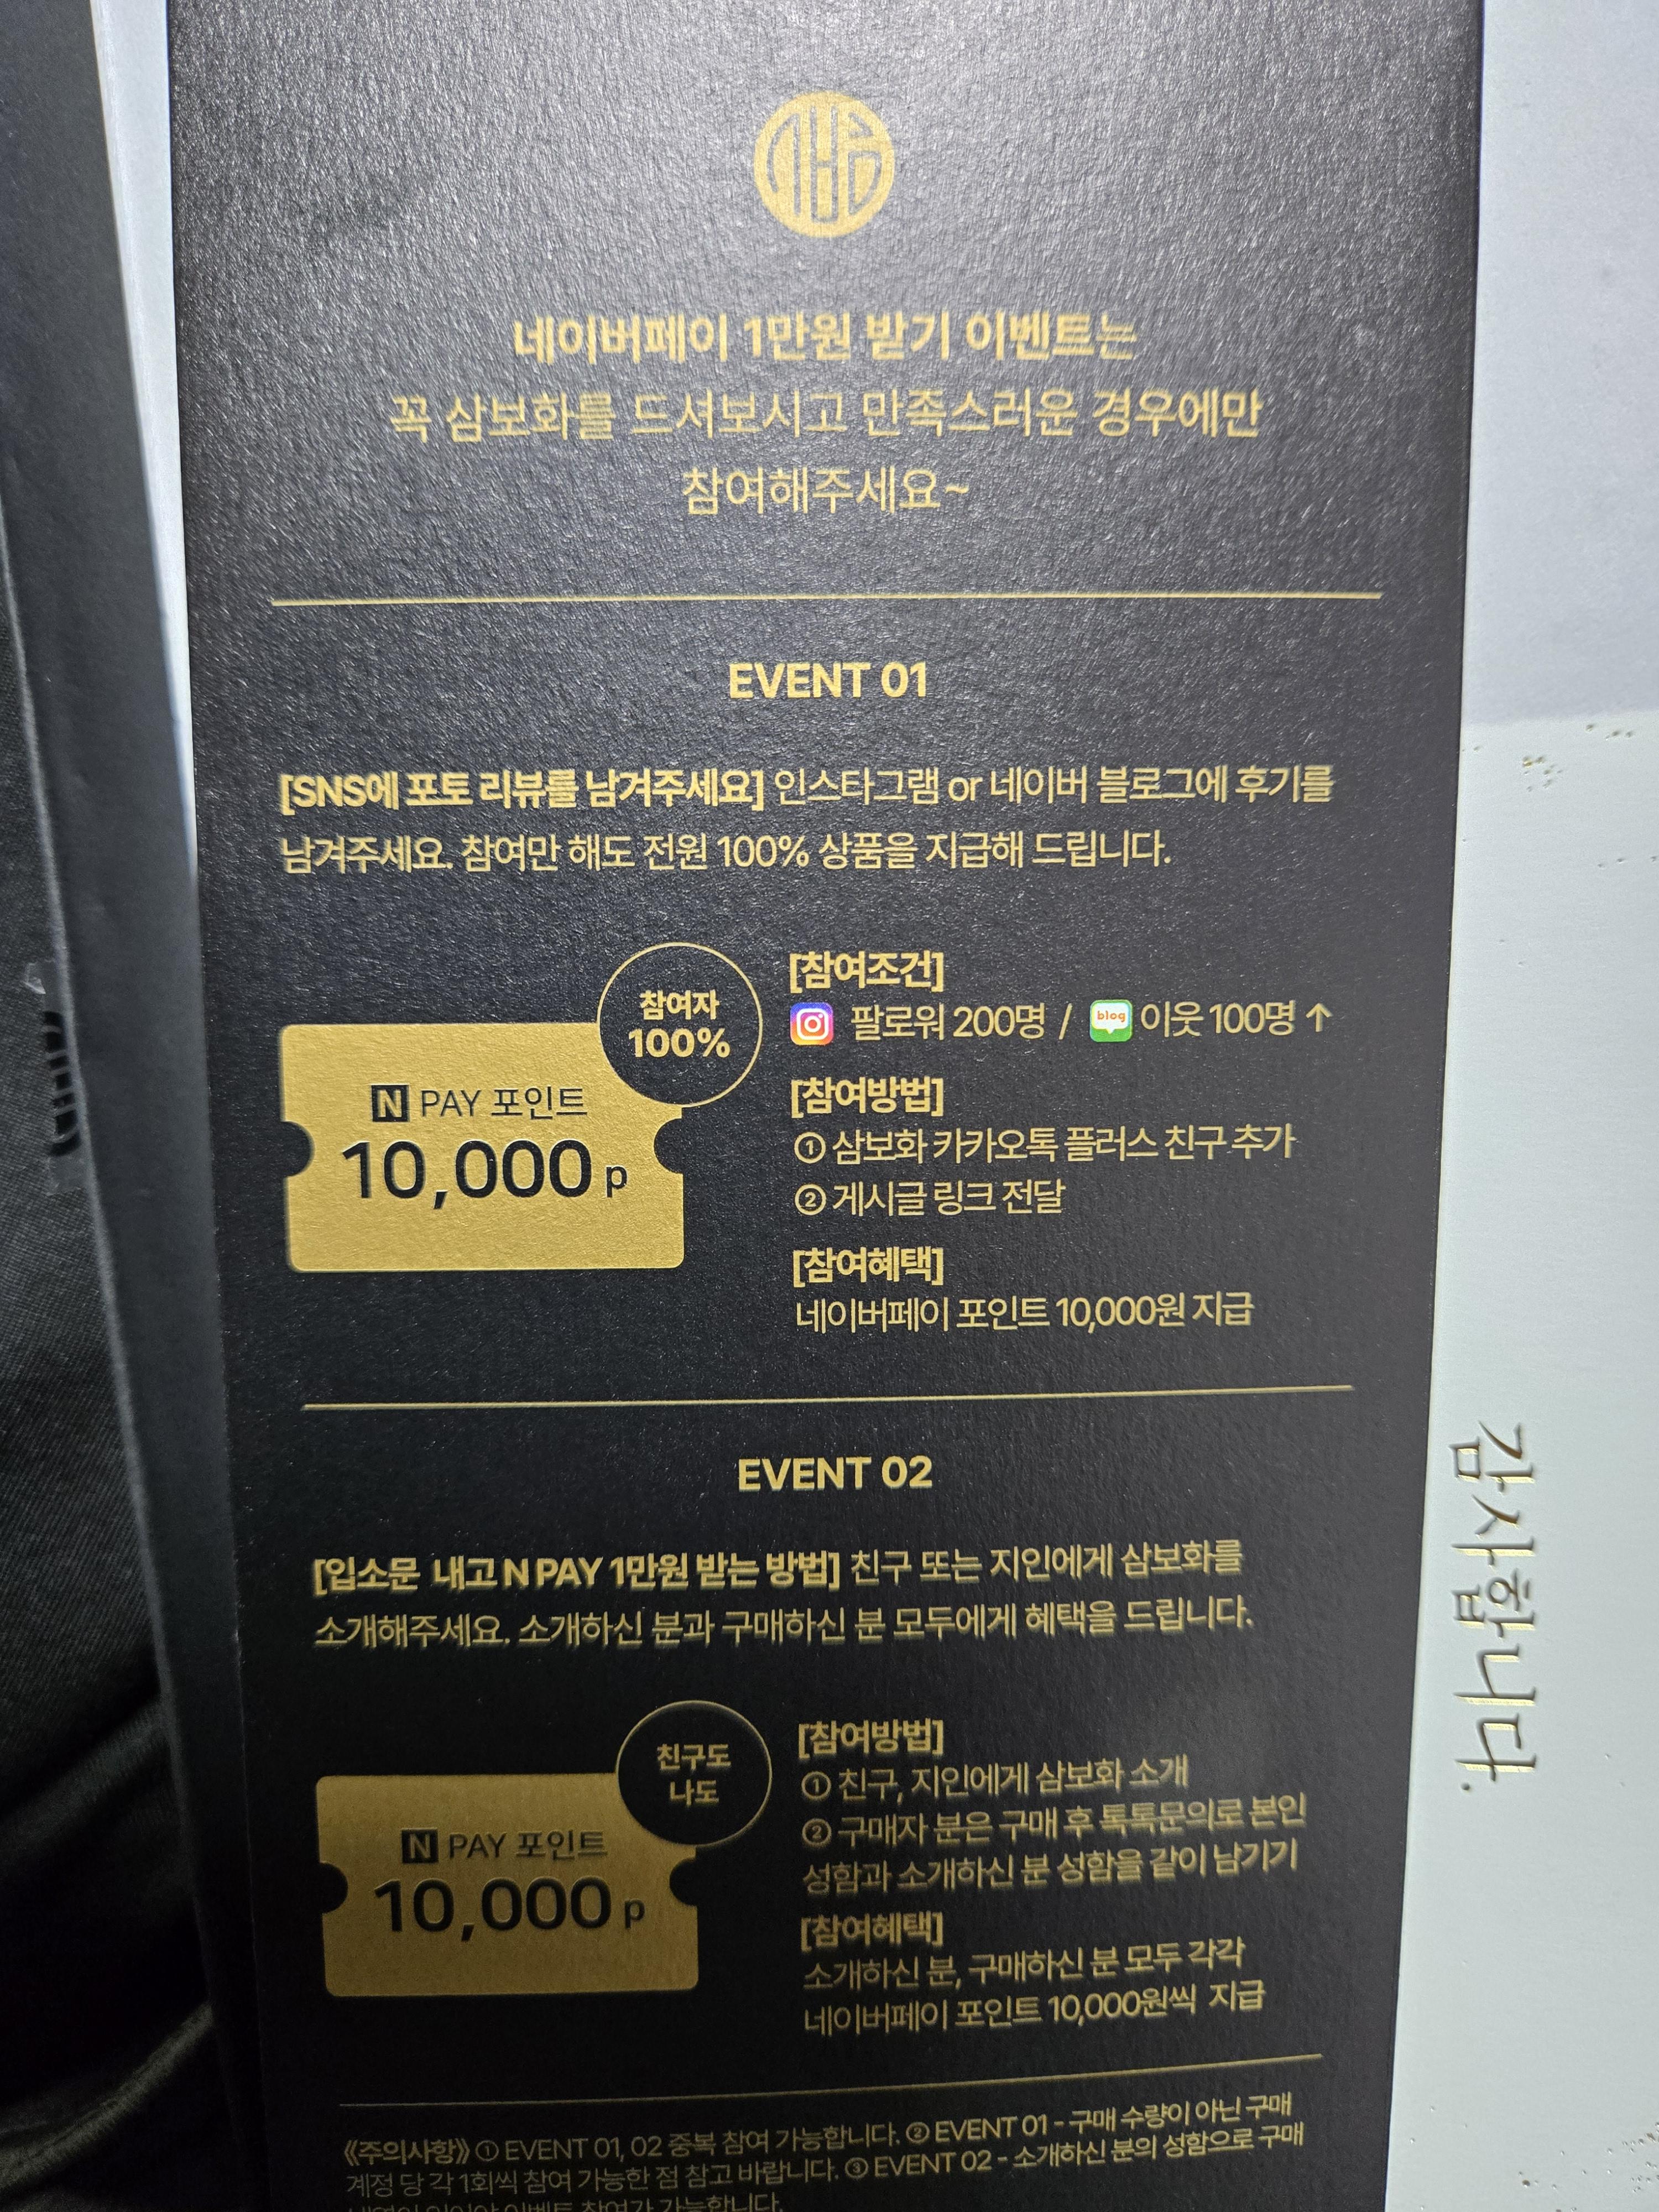 네이버페이 1만원 받기 이벤트는
꼭 삼보화를 드셔보시고 만족스러운 경우에만
참여해주세요~
EVENT 01
[SNS에 포토 리뷰를 남겨주세요] 인스타그램 or 네이버 블로그에 후기를
남겨주세요. 참여만 해도 전원 100% 상품을 지급해 드립니다.
참여자
100%
N PAY 포인트
10,000 p
[참여조건]
팔로워 200명 / blog 이웃 100명 ↑
[참여방법]
① 삼보화 카카오톡 플러스 친구 추가
② 게시글 링크 전달
[참여혜택]
네이버페이 포인트 10,000원 지급
EVENT 02
[입소문 내고 N PAY 1만원 받는 방법] 친구 또는 지인에게 삼보화를
소개해주세요. 소개하신 분과 구매하신 분 모두에게 혜택을 드립니다.
친구도
나도
N PAY 포인트
10,000 p
[참여방법]
① 친구, 지인에게 삼보화 소개
② 구매자 분은 구매 후 톡톡문의로 본인
성함과 소개하신 분 성함을 같이 남기기
[참여혜택]
소개하신 분, 구매하신 분 모두 각각
네이버페이 포인트 10,000원씩 지급
《주의사항》 ① EVENT 01, 02 중복 참여 가능합니다. ② EVENT 01 - 구매 수량이 아닌 구매
계정 당 각 1회씩 참여 가능한 점 참고 바랍니다. ③ EVENT 02 - 소개하신 분의 성함으로 구매
감사합니다.